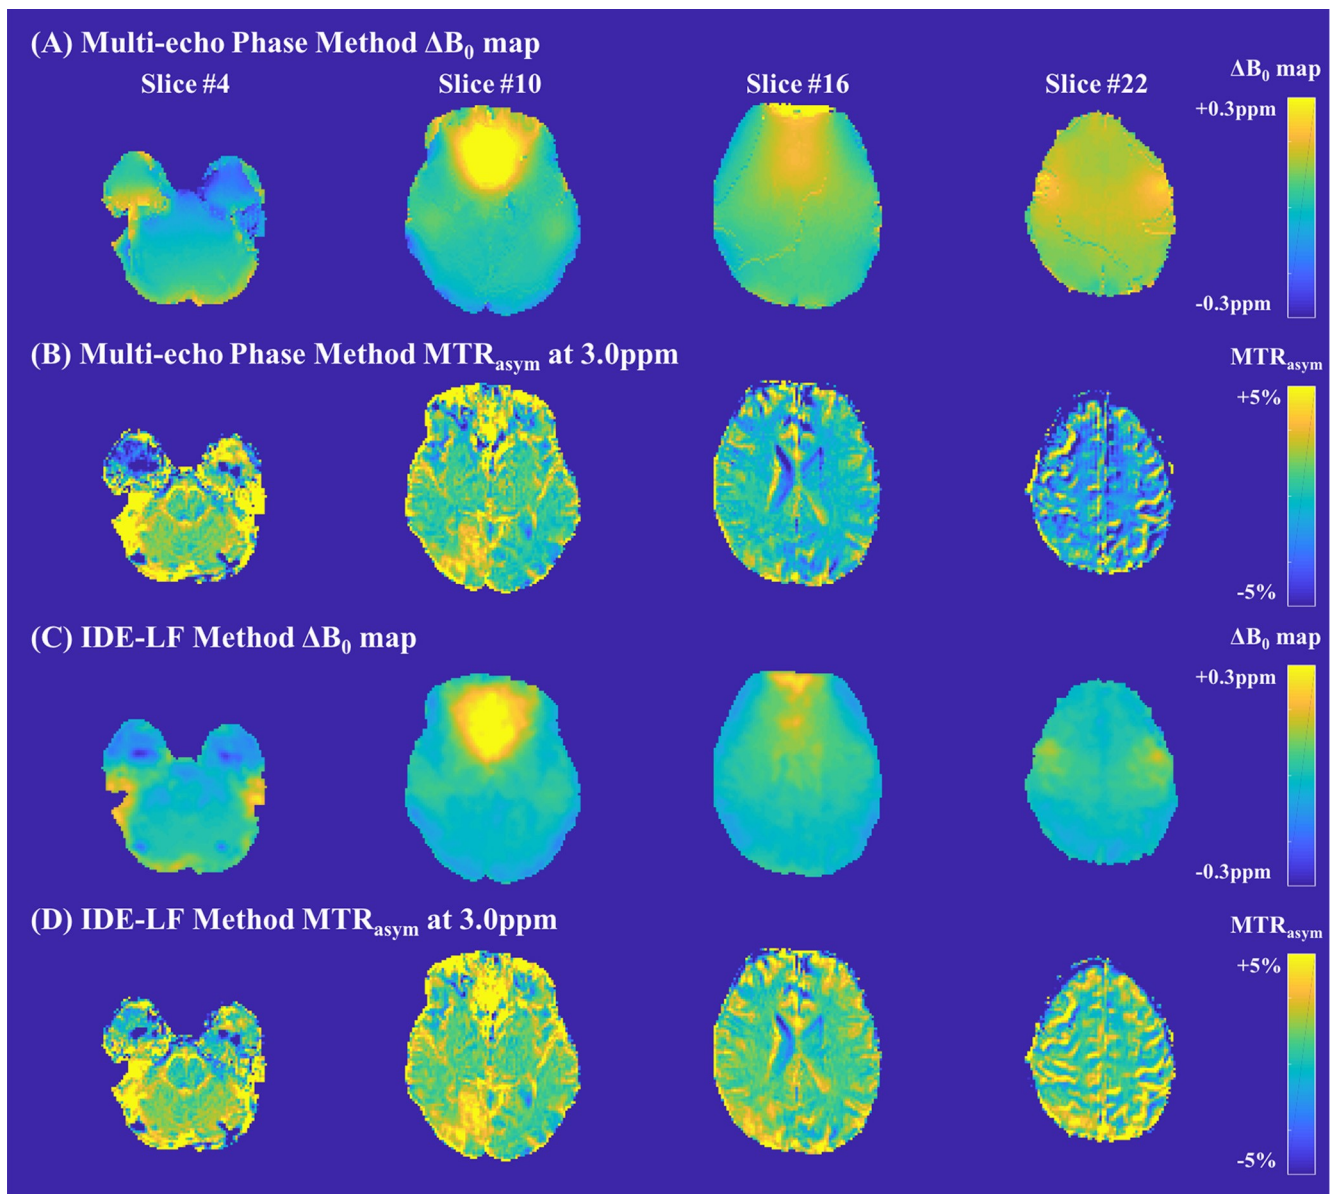 (A) Multi-echo Phase Method ΔB₀ map
Slice #4 Slice #10 Slice #16 Slice #22
ΔB₀ map
+0.3ppm
-0.3ppm
(B) Multi-echo Phase Method MTRasym at 3.0ppm
MTRasym
+5%
-5%
(C) IDE-LF Method ΔB₀ map
ΔB₀ map
+0.3ppm
-0.3ppm
(D) IDE-LF Method MTRasym at 3.0ppm
MTRasym
+5%
-5%